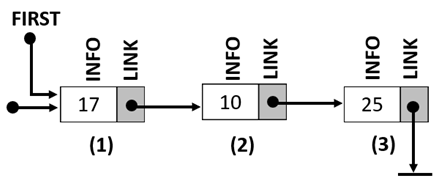 FIRST
INFO LINK INFO LINK INFO LINK
17 10 25
(1) (2) (3)